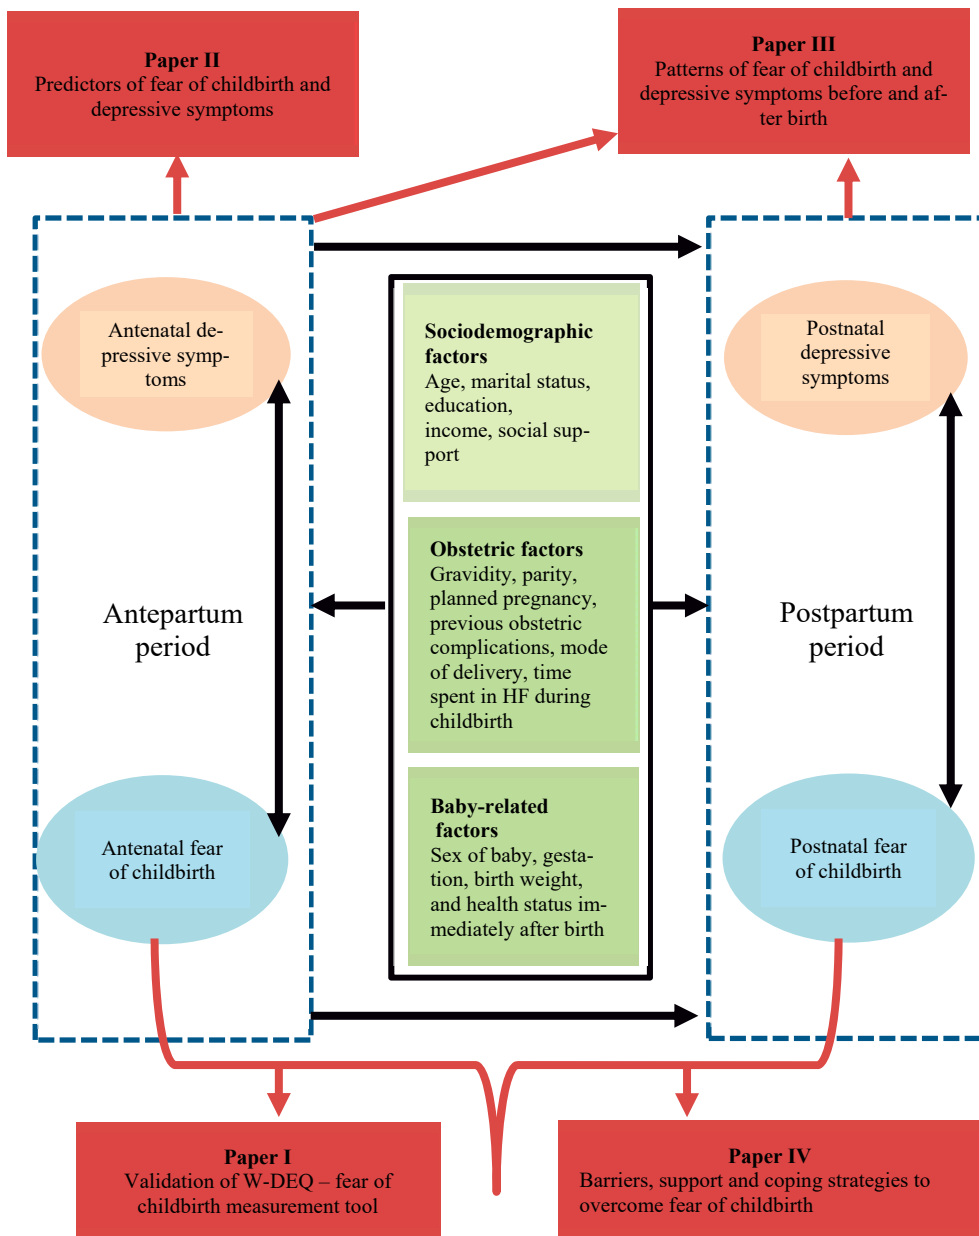 Paper II
Predictors of fear of childbirth and
depressive symptoms
Paper III
Patterns of fear of childbirth and
depressive symptoms before and af-
ter birth
Antenatal de-
pressive symp-
toms
Sociodemographic
factors
Age, marital status,
education,
income, social sup-
port
Postnatal
depressive
symptoms
Antepartum
period
Obstetric factors
Gravidity, parity,
planned pregnancy,
previous obstetric
complications, mode
of delivery, time
spent in HF during
childbirth
Postpartum
period
Antenatal fear
of childbirth
Baby-related
factors
Sex of baby, gesta-
tion, birth weight,
and health status im-
mediately after birth
Postnatal fear
of childbirth
Paper I
Validation of W-DEQ – fear of
childbirth measurement tool
Paper IV
Barriers, support and coping strategies to
overcome fear of childbirth